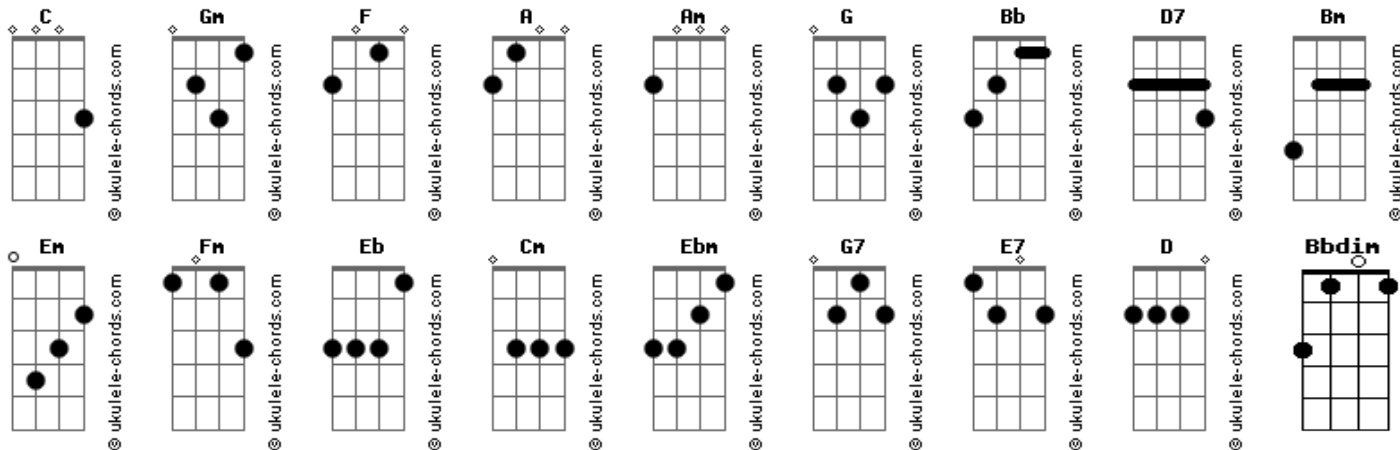 C Gm F A Am G Bb D7 Bm
© ukulele-chords.com © ukulele-chords.com © ukulele-chords.com © ukulele-chords.com © ukulele-chords.com © ukulele-chords.com © ukulele-chords.com © ukulele-chords.com © ukulele-chords.com
Em Fm Eb Cm Ebm G7 E7 D Bbdim
© ukulele-chords.com © ukulele-chords.com © ukulele-chords.com © ukulele-chords.com © ukulele-chords.com © ukulele-chords.com © ukulele-chords.com © ukulele-chords.com